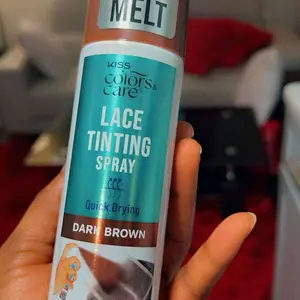 MELT
KISS
colors &
care
LACE
TINTING
SPRAY
Quick Drying
DARK BROWN